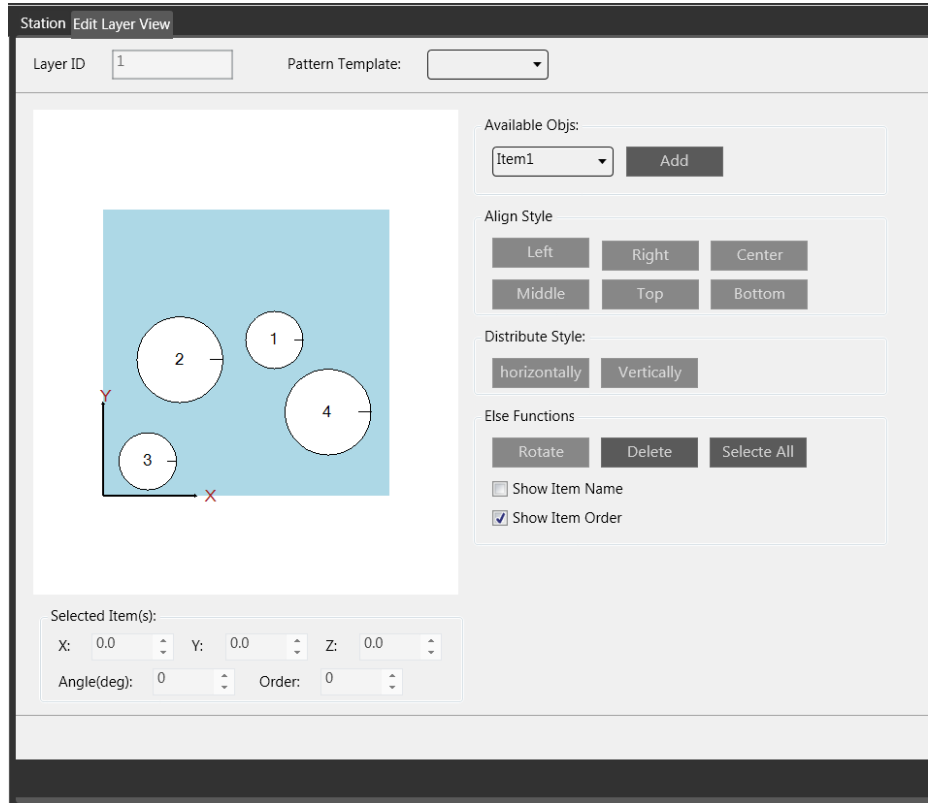 Station Edit Layer View
Layer ID 1 Pattern Template:
Available Objs:
Item1 Add
Align Style
Left Right Center
Middle Top Bottom
Distribute Style:
horizontally Vertically
Else Functions
Rotate Delete Selecte All
Show Item Name
Show Item Order
1
2
4
Y
3
X
Selected Item(s):
X: 0.0 Y: 0.0 Z: 0.0
Angle(deg): 0 Order: 0